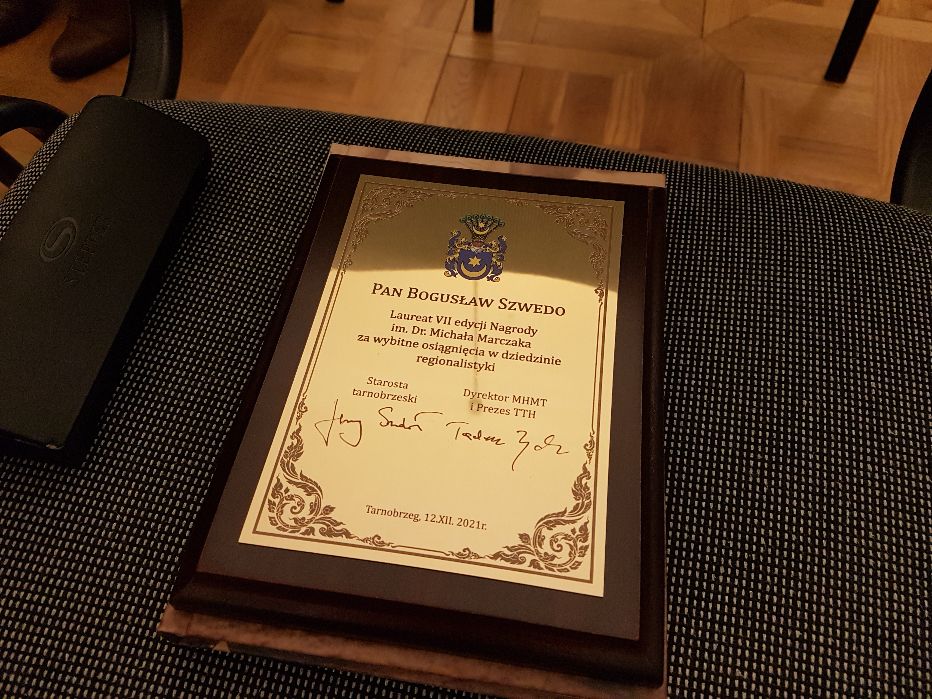 PAN BOGUSŁAW SZWEDO
Laureat VII edycji Nagrody
im. Dr. Michała Marczaka
za wybitne osiągnięcia w dziedzinie
regionalistyki
Starosta
tarnobrzeski
Dyrektor MHMT
i Prezes TTH
Tarnobrzeg, 12.XII. 2021r.